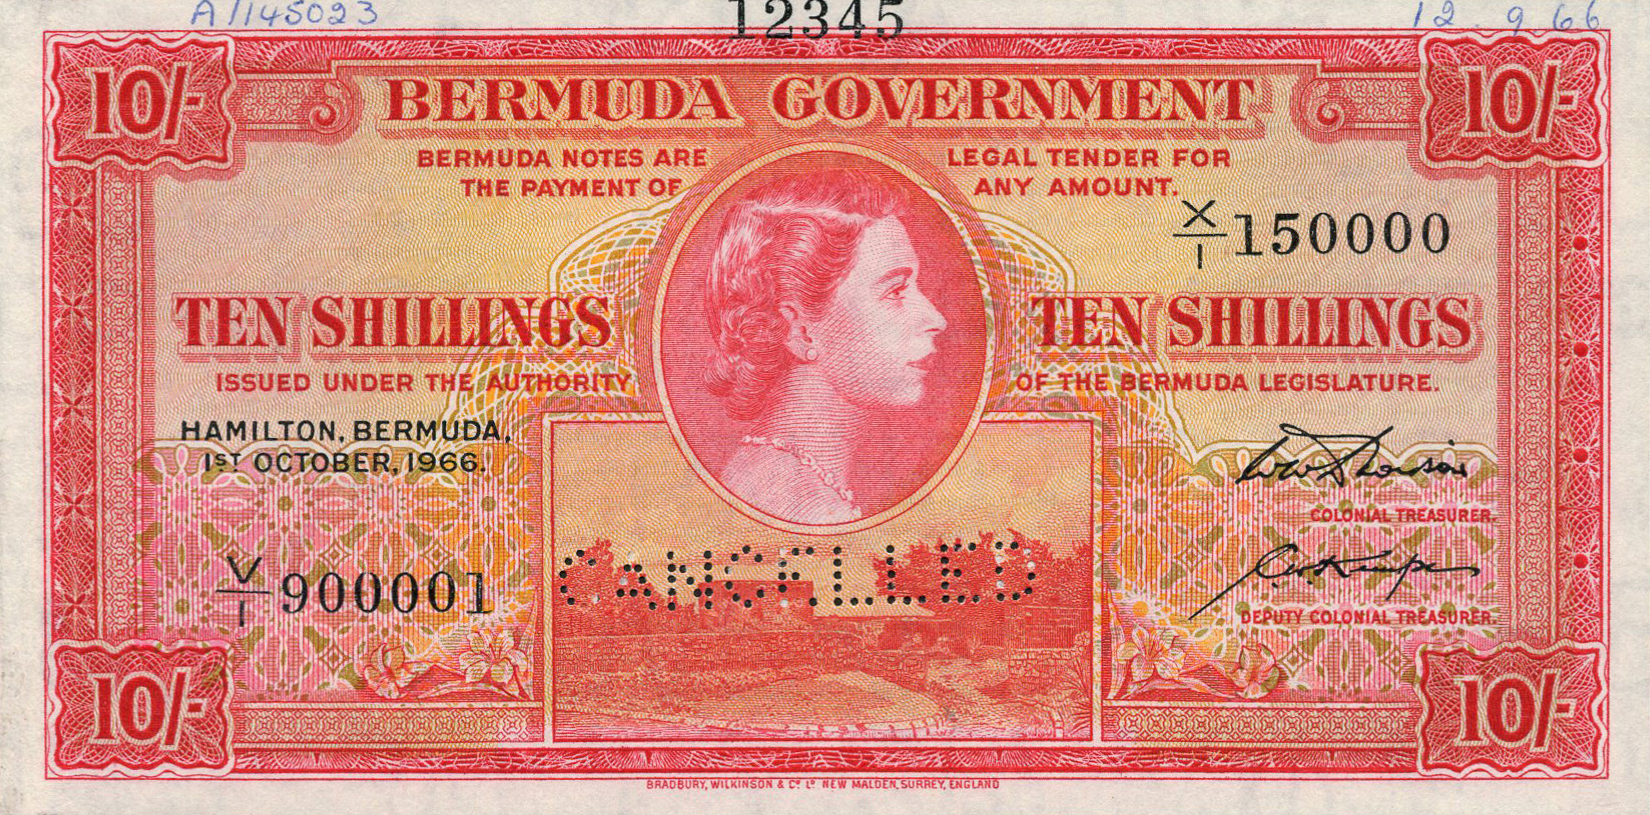 A/145023
12345
12.9.66
10/-
10/-
BERMUDA GOVERNMENT
BERMUDA NOTES ARE LEGAL TENDER FOR
THE PAYMENT OF ANY AMOUNT.
X/1 150000
TEN SHILLINGS
TEN SHILLINGS
ISSUED UNDER THE AUTHORITY OF THE BERMUDA LEGISLATURE.
HAMILTON, BERMUDA,
1ST OCTOBER, 1966.
COLONIAL TREASURER.
CANCELLED
V/1 900001
DEPUTY COLONIAL TREASURER.
10/-
10/-
BRADBURY, WILKINSON & Cº Lº NEW MALDEN, SURREY, ENGLAND